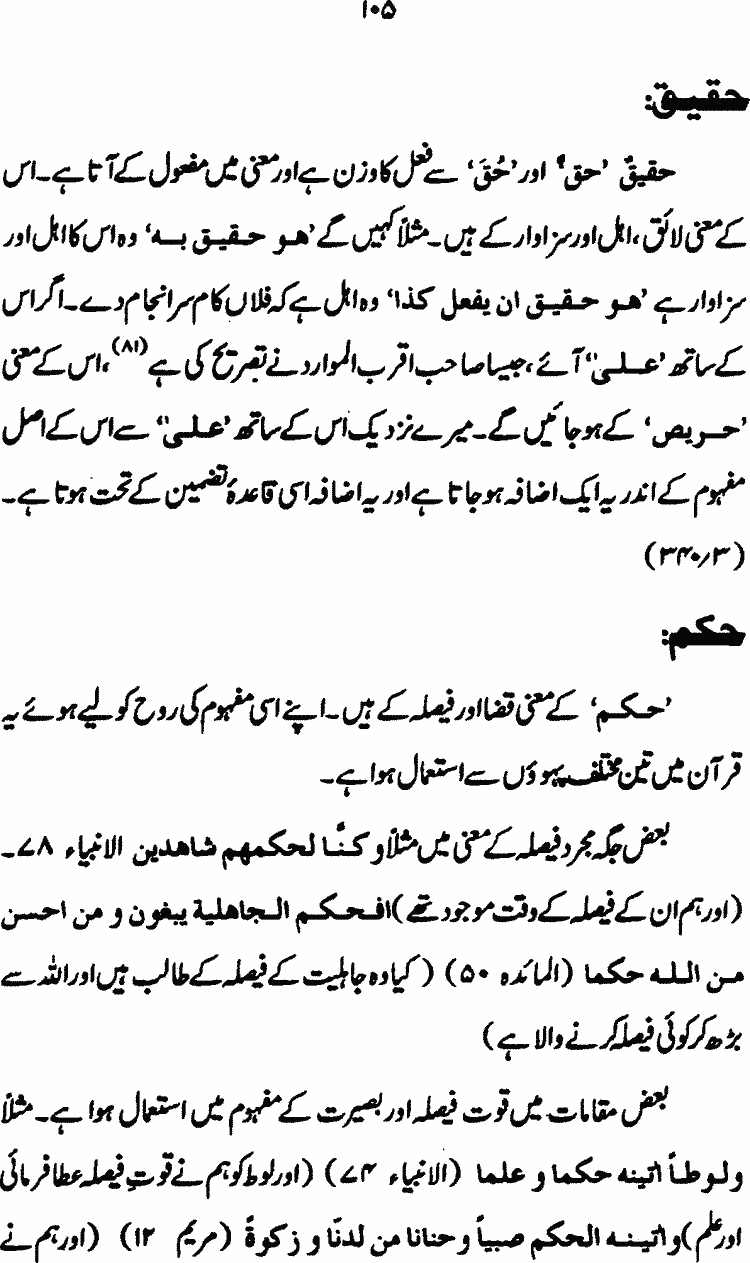 ۱۰۵
حقیق:
حقیقٌ 'حق' اور 'حُقَ' سے فعل کا وزن ہے اور معنی میں مفعول کے آتا ہے۔ اس
کے معنی لائق، اہل اور سزاوار کے ہیں۔ مثلاً کہیں گے 'ھو حقیق بہ' وہ اس کا اہل اور
سزاوار ہے 'ھو حقیق ان یفعل کذا' وہ اہل ہے کہ فلاں کام سرانجام دے۔ اگر اس
کے ساتھ 'علیٰ' آئے، جیسا صاحب اقرب الموارد نے تصریح کی ہے (۸۱)، اس کے معنی
'حریص' کے ہو جائیں گے۔ میرے نزدیک اس کے ساتھ 'علیٰ' سے اس کے اصل
مفہوم کے اندر یہ ایک اضافہ ہو جاتا ہے اور یہ اضافہ اسی قاعدۂ تضمین کے تحت ہوتا ہے۔
(۳۴۰/۳)
حکم:
'حکم' کے معنی قضا اور فیصلہ کے ہیں۔ اپنے اسی مفہوم کی روح کو لیے ہوئے یہ
قرآن میں تین مختلف پہوؤں سے استعمال ہوا ہے۔
بعض جگہ مجرد فیصلہ کے معنی میں مثلاً و کنَّا لحکمھم شاھدین الانبیاء ۷۸۔
(اور ہم ان کے فیصلہ کے وقت موجود تھے) افحکم الجاھلیة یبغون و من احسن
من اللہ حکما (المائدہ ۵۰) (کیا وہ جاہلیت کے فیصلہ کے طالب ہیں اور اللہ سے
بڑھ کر کوئی فیصلہ کرنے والا ہے)
بعض مقامات میں قوت فیصلہ اور بصیرت کے مفہوم میں استعمال ہوا ہے۔ مثلاً
ولوطاً اتینہ حکما و علما (الانبیاء ۷۴) (اور لوط کو ہم نے قوتِ فیصلہ عطا فرمائی
اور علم) و اتینہ الحکم صبیاً وحنانا من لدنّا و زکوةً (مریم ۱۲) (اور ہم نے